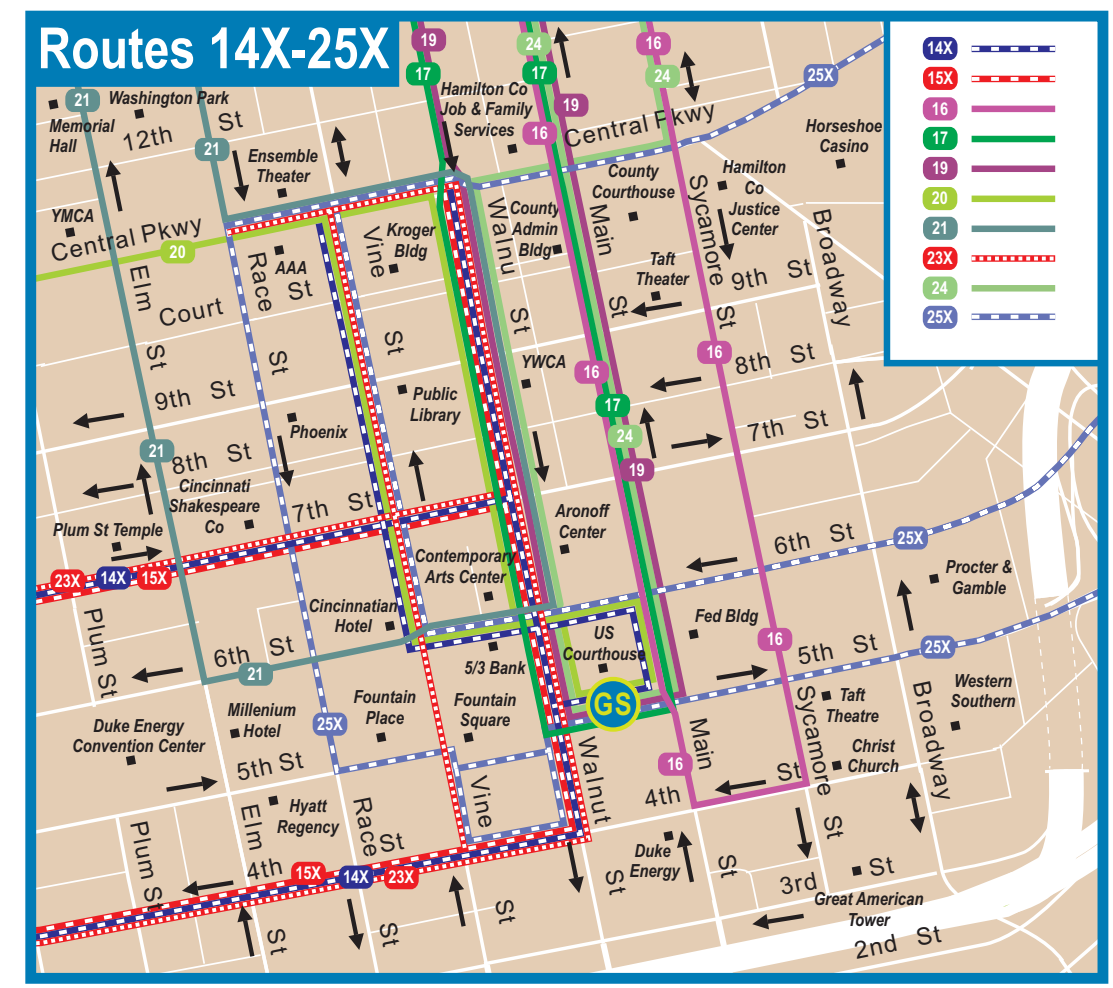 Routes 14X-25X
14X
15X
16
17
19
20
21
23X
24
25X
19
17
24
17
19
16
16
24
25X
21
21
Washington Park
Memorial
Hall
12th St
Ensemble
Theater
Hamilton Co
Job & Family
Services
Central Pkwy
Horseshoe
Casino
YMCA
Central Pkwy
20
Elm St
Race St
AAA
Court St
Vine St
Kroger
Bldg
Walnu St
County
Admin
Bldg
County
Courthouse
Main St
Sycamore St
Hamilton
Co
Justice
Center
Broadway
Taft
Theater
9th St
16
8th St
7th St
YWCA
16
17
24
19
9th St
Public
Library
Phoenix
21
8th St
Cincinnati
Shakespeare
Co
7th St
Plum St Temple
23X
14X
15X
Aronoff
Center
6th St
25X
Procter &
Gamble
Contemporary
Arts Center
Cincinnatian
Hotel
Plum St
6th St
21
5/3 Bank
US
Courthouse
Fed Bldg
16
5th St
25X
GS
Western
Southern
Duke Energy
Convention Center
Millenium
Hotel
25X
Fountain
Place
Fountain
Square
Walnut St
Main St
Sycamore St
Taft
Theatre
Broadway
Christ
Church
16
5th St
4th St
Hyatt
Regency
Elm St
Race St
Vine St
Plum St
4th St
15X
14X
23X
Duke
Energy
3rd St
Great American
Tower
2nd St